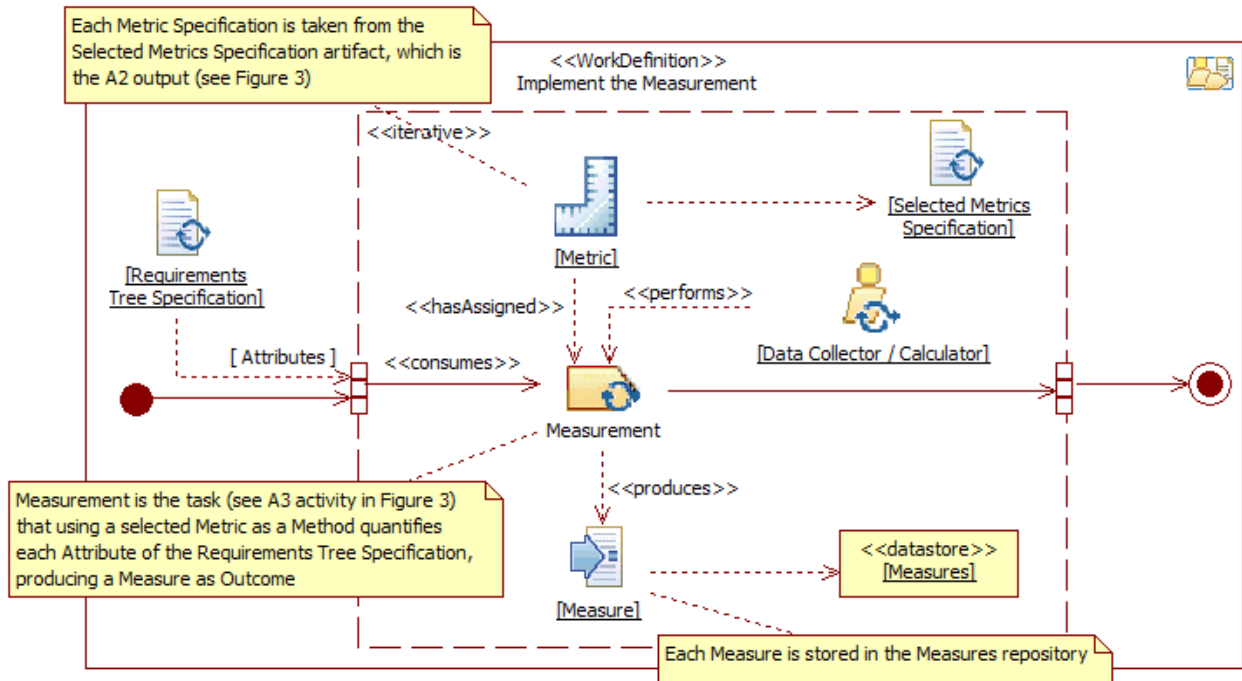 Each Metric Specification is taken from the
Selected Metrics Specification artifact, which is
the A2 output (see Figure 3)
<<WorkDefinition>>
Implement the Measurement
<<iterative>>
[Metric]
[Selected Metrics
Specification]
[Requirements
Tree Specification]
<<hasAssigned>>
<<performs>>
[Data Collector / Calculator]
[ Attributes ]
<<consumes>>
Measurement
Measurement is the task (see A3 activity in Figure 3)
that using a selected Metric as a Method quantifies
each Attribute of the Requirements Tree Specification,
producing a Measure as Outcome
<<produces>>
<<datastore>>
[Measures]
[Measure]
Each Measure is stored in the Measures repository